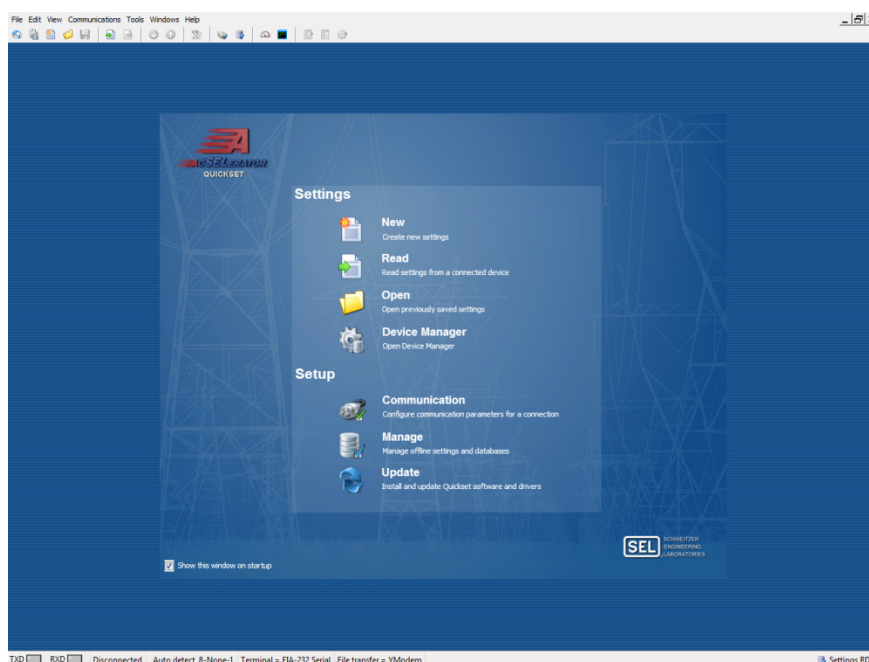 File Edit View Communications Tools Windows Help
ACSELERATOR
QUICKSET
Settings
New
Create new settings
Read
Read settings from a connected device
Open
Open previously saved settings
Device Manager
Open Device Manager
Setup
Communication
Configure communication parameters for a connection
Manage
Manage offline settings and databases
Update
Install and update Quickset software and drivers
SEL
SCHWEITZER
ENGINEERING
LABORATORIES
Show this window on startup
TXD RXD Disconnected Auto detect 8-None-1 Terminal = EIA-232 Serial File transfer = YModem Settings RD